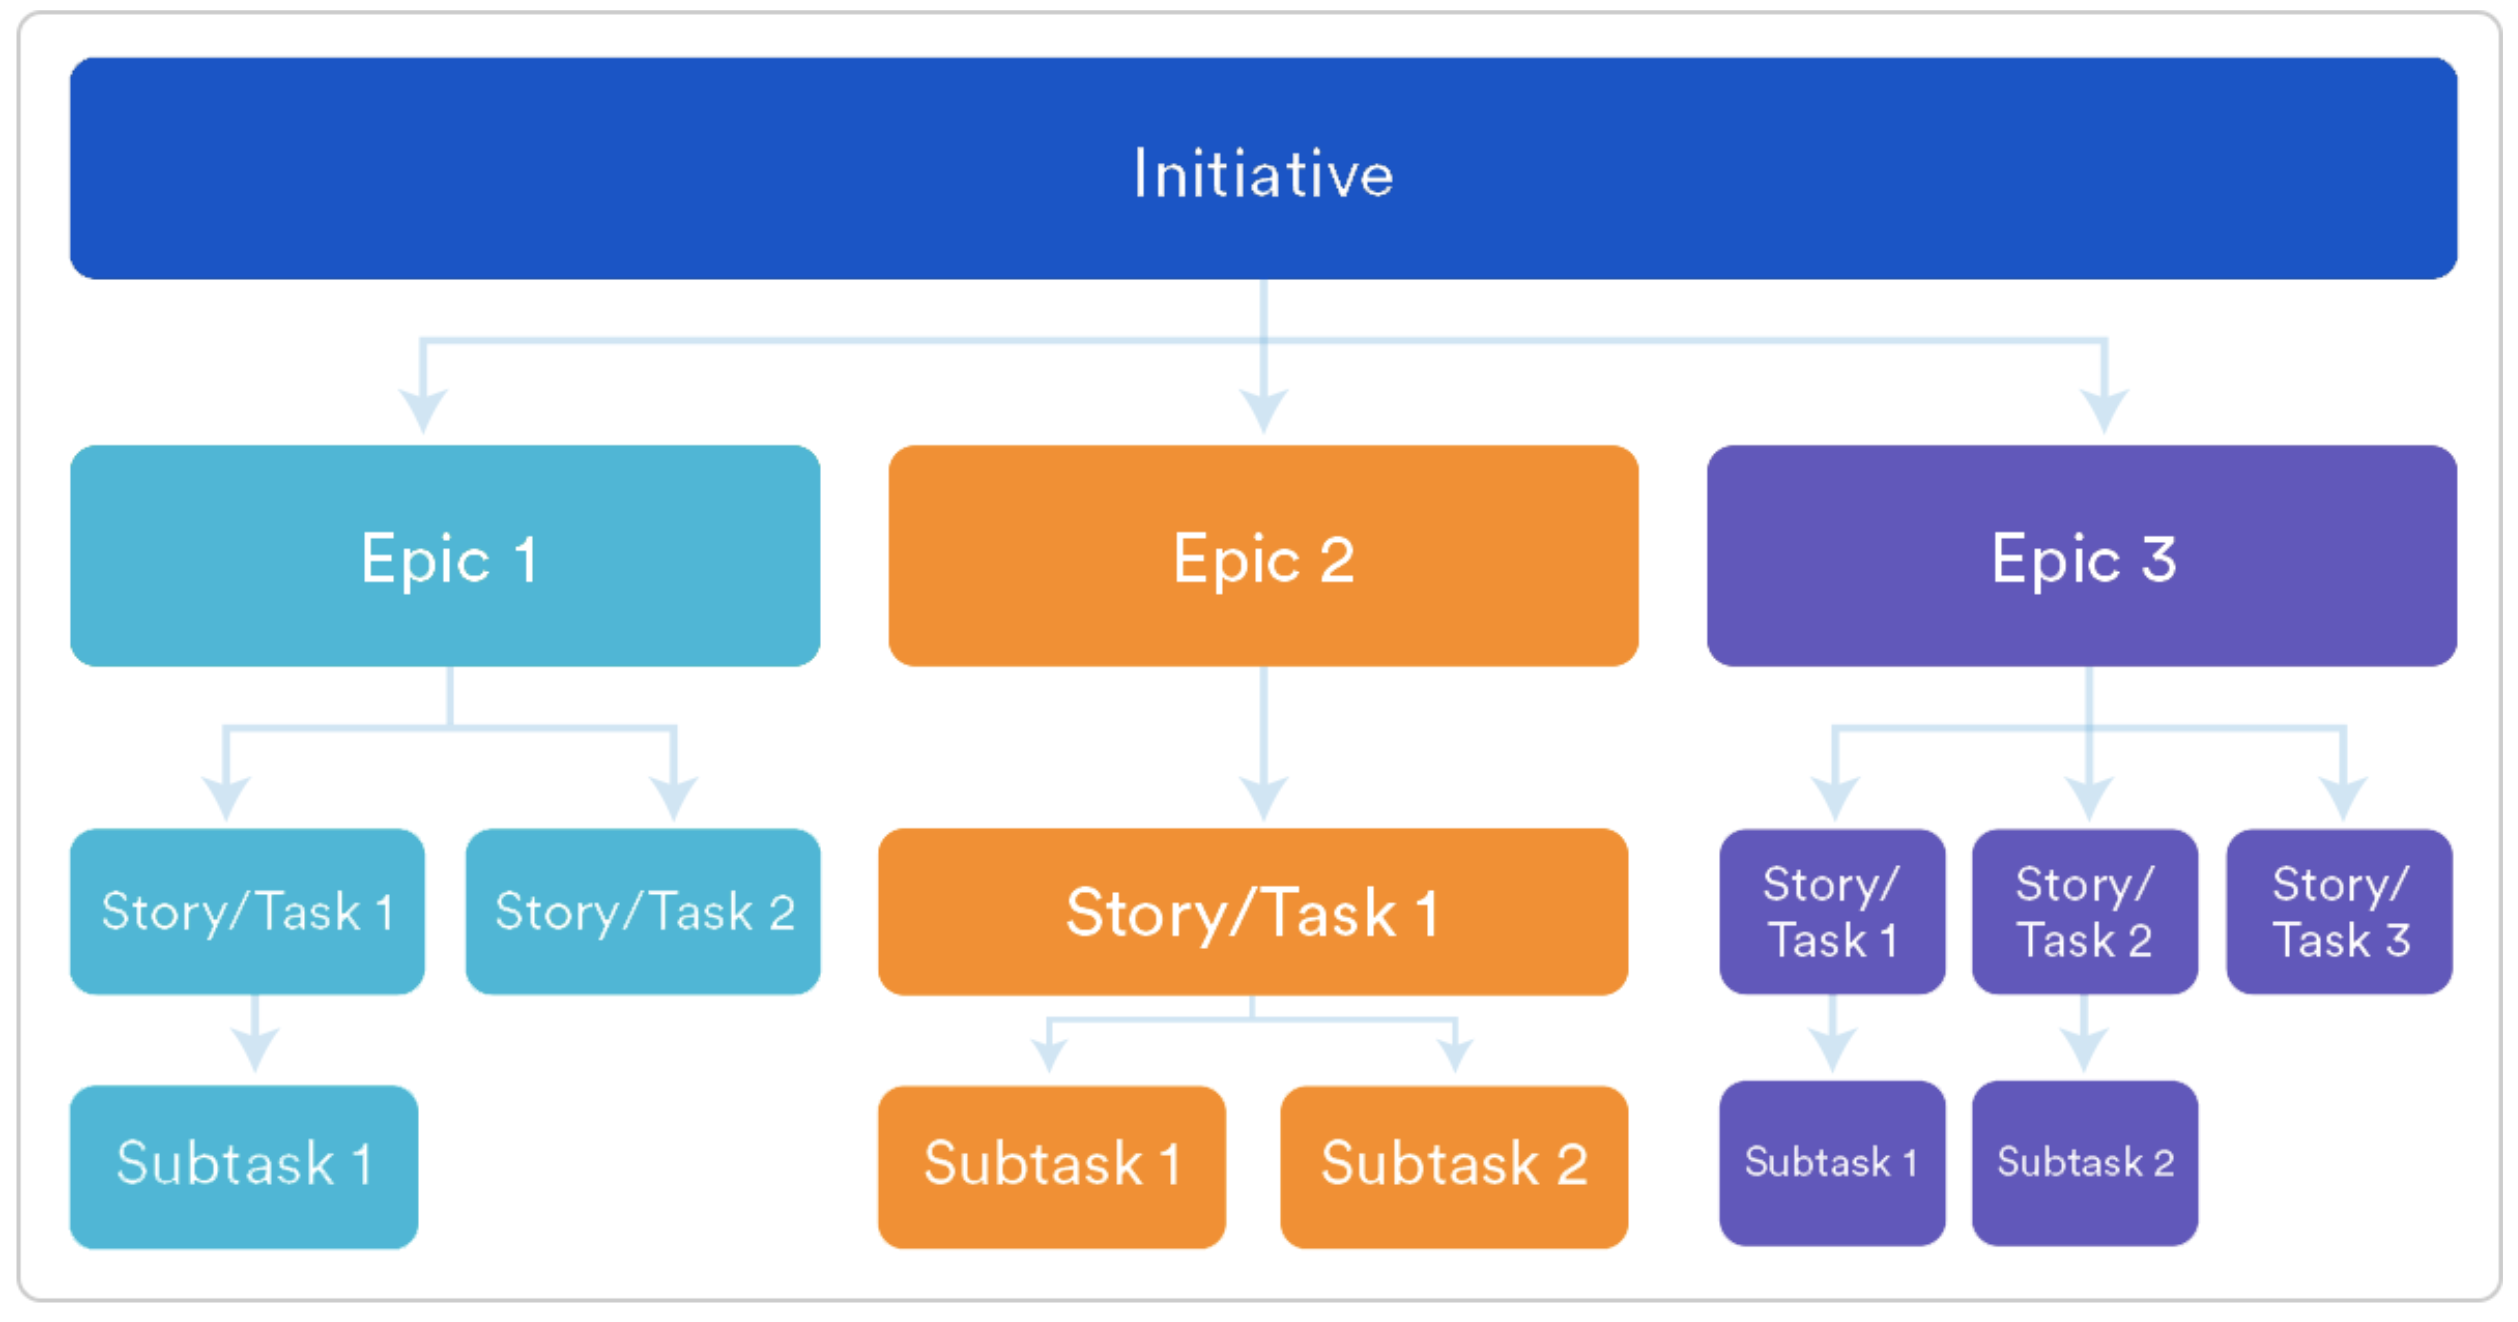 Initiative
Epic 1
Epic 2
Epic 3
Story/Task 1
Story/Task 2
Story/Task 1
Story/
Task 1
Story/
Task 2
Story/
Task 3
Subtask 1
Subtask 1
Subtask 2
Subtask 1
Subtask 2